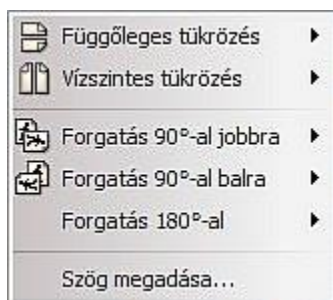 Függőleges tükrözés
Vízszintes tükrözés
Forgatás 90°-al jobbra
Forgatás 90°-al balra
Forgatás 180°-al
Szög megadása...